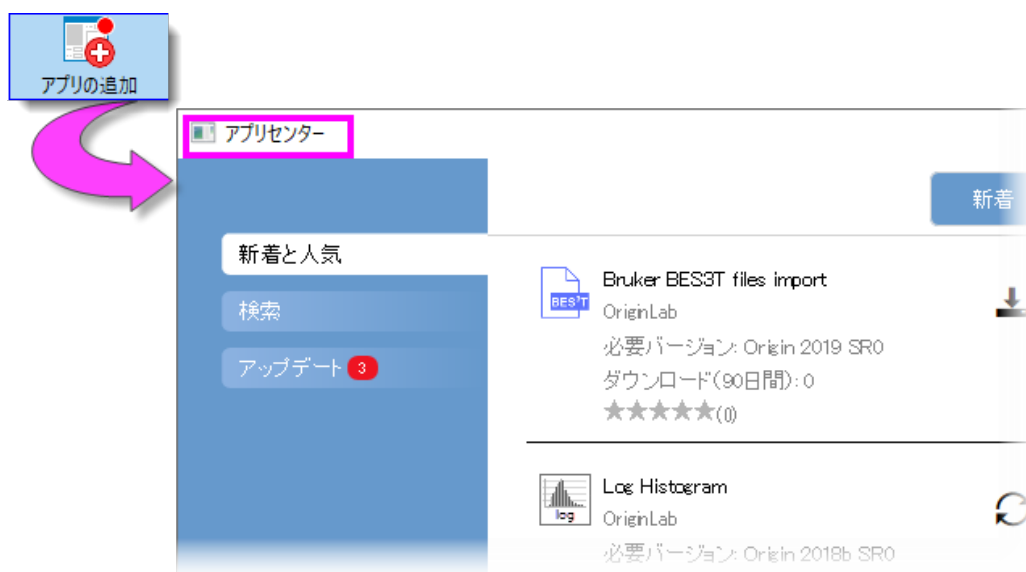 アプリの追加
アプリセンター
新着
新着と人気
検索
アップデート 3
BES³T
Bruker BES3T files import
OriginLab
必要バージョン: Origin 2019 SR0
ダウンロード(90日間): 0
★★★★★(0)
log
Log Histogram
OriginLab
必要バージョン: Origin 2018b SR0